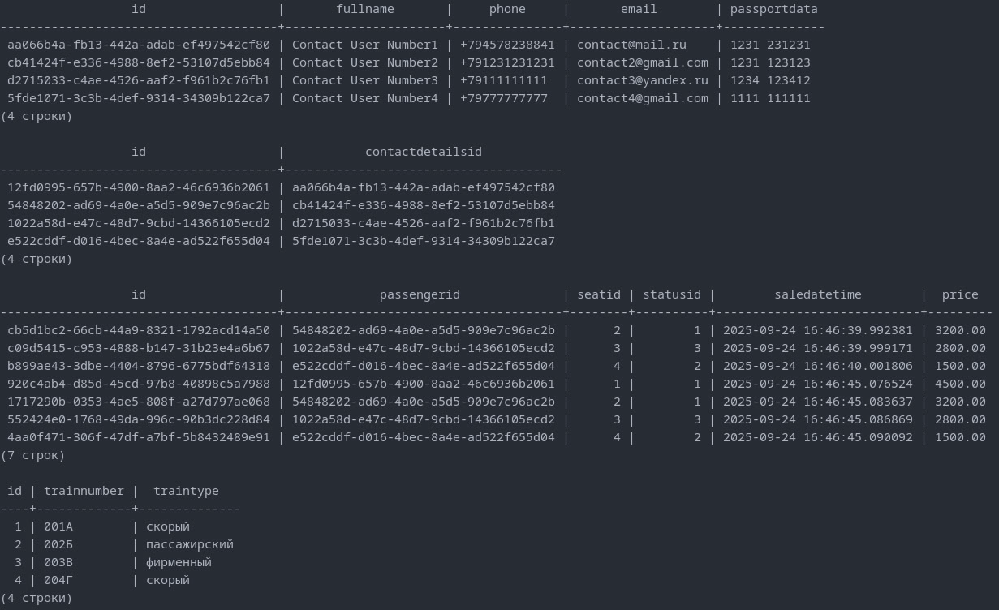 id | fullname | phone | email | passportdata
--------------------------------------+----------------------+---------------+--------------------+--------------
aa066b4a-fb13-442a-adab-ef497542cf80 | Contact User Number1 | +794578238841 | contact@mail.ru | 1231 231231
cb41424f-e336-4988-8ef2-53107d5ebb84 | Contact User Number2 | +791231231231 | contact2@gmail.com | 1231 123123
d2715033-c4ae-4526-aaf2-f961b2c76fb1 | Contact User Number3 | +79111111111 | contact3@yandex.ru | 1234 123412
5fde1071-3c3b-4def-9314-34309b122ca7 | Contact User Number4 | +79777777777 | contact4@gmail.com | 1111 111111
(4 строки)
id | contactdetailsid
--------------------------------------+--------------------------------------
12fd0995-657b-4900-8aa2-46c6936b2061 | aa066b4a-fb13-442a-adab-ef497542cf80
54848202-ad69-4a0e-a5d5-909e7c96ac2b | cb41424f-e336-4988-8ef2-53107d5ebb84
1022a58d-e47c-48d7-9cbd-14366105ecd2 | d2715033-c4ae-4526-aaf2-f961b2c76fb1
e522cddf-d016-4bec-8a4e-ad522f655d04 | 5fde1071-3c3b-4def-9314-34309b122ca7
(4 строки)
id | passengerid | seatid | statusid | saledatetime | price
--------------------------------------+--------------------------------------+--------+----------+----------------------------+---------
cb5d1bc2-66cb-44a9-8321-1792acd14a50 | 54848202-ad69-4a0e-a5d5-909e7c96ac2b | 2 | 1 | 2025-09-24 16:46:39.992381 | 3200.00
c09d5415-c953-4888-b147-31b23e4a6b67 | 1022a58d-e47c-48d7-9cbd-14366105ecd2 | 3 | 3 | 2025-09-24 16:46:39.999171 | 2800.00
b899ae43-3dbe-4404-8796-6775bdf64318 | e522cddf-d016-4bec-8a4e-ad522f655d04 | 4 | 2 | 2025-09-24 16:46:40.001806 | 1500.00
920c4ab4-d85d-45cd-97b8-40898c5a7988 | 12fd0995-657b-4900-8aa2-46c6936b2061 | 1 | 1 | 2025-09-24 16:46:45.076524 | 4500.00
1717290b-0353-4ae5-808f-a27d797ae068 | 54848202-ad69-4a0e-a5d5-909e7c96ac2b | 2 | 1 | 2025-09-24 16:46:45.083637 | 3200.00
552424e0-1768-49da-996c-90b3dc228d84 | 1022a58d-e47c-48d7-9cbd-14366105ecd2 | 3 | 3 | 2025-09-24 16:46:45.086869 | 2800.00
4aa0f471-306f-47df-a7bf-5b8432489e91 | e522cddf-d016-4bec-8a4e-ad522f655d04 | 4 | 2 | 2025-09-24 16:46:45.090092 | 1500.00
(7 строк)
id | trainnumber | traintype
----+-------------+--------------
1 | 001А | скорый
2 | 002Б | пассажирский
3 | 003В | фирменный
4 | 004Г | скорый
(4 строки)